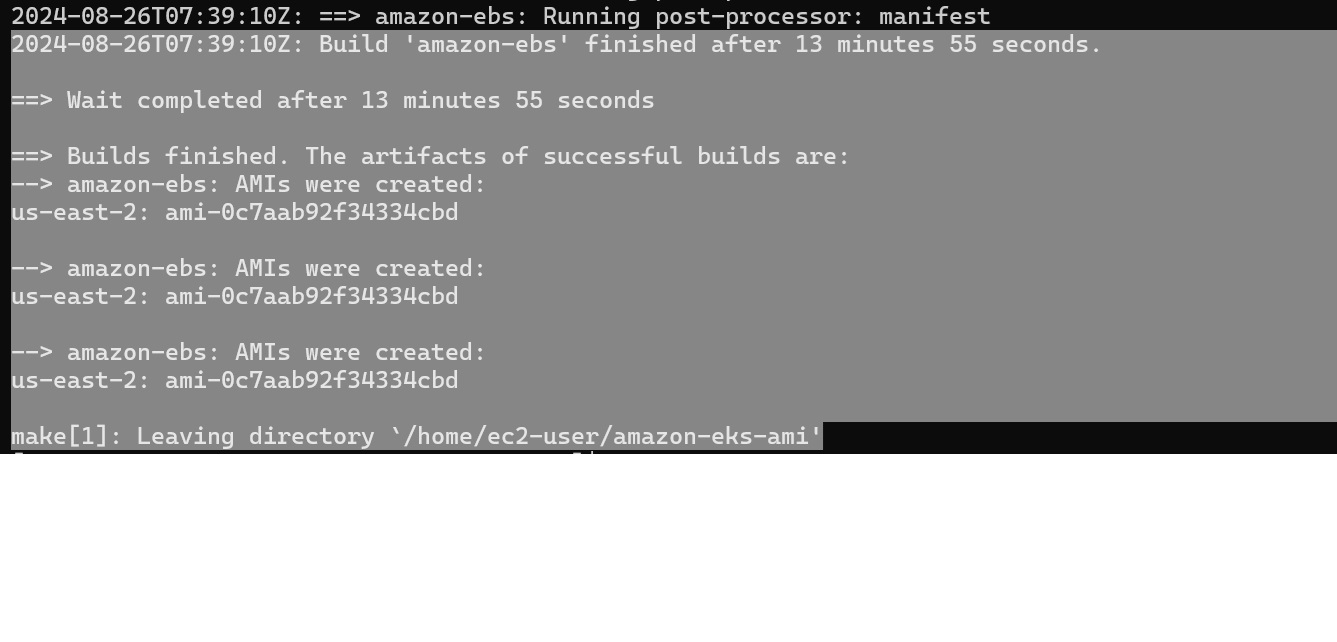 2024-08-26T07:39:10Z: ==> amazon-ebs: Running post-processor: manifest
2024-08-26T07:39:10Z: Build 'amazon-ebs' finished after 13 minutes 55 seconds.
==> Wait completed after 13 minutes 55 seconds
==> Builds finished. The artifacts of successful builds are:
--> amazon-ebs: AMIs were created:
us-east-2: ami-0c7aab92f34334cbd
--> amazon-ebs: AMIs were created:
us-east-2: ami-0c7aab92f34334cbd
--> amazon-ebs: AMIs were created:
us-east-2: ami-0c7aab92f34334cbd
make[1]: Leaving directory `/home/ec2-user/amazon-eks-ami'